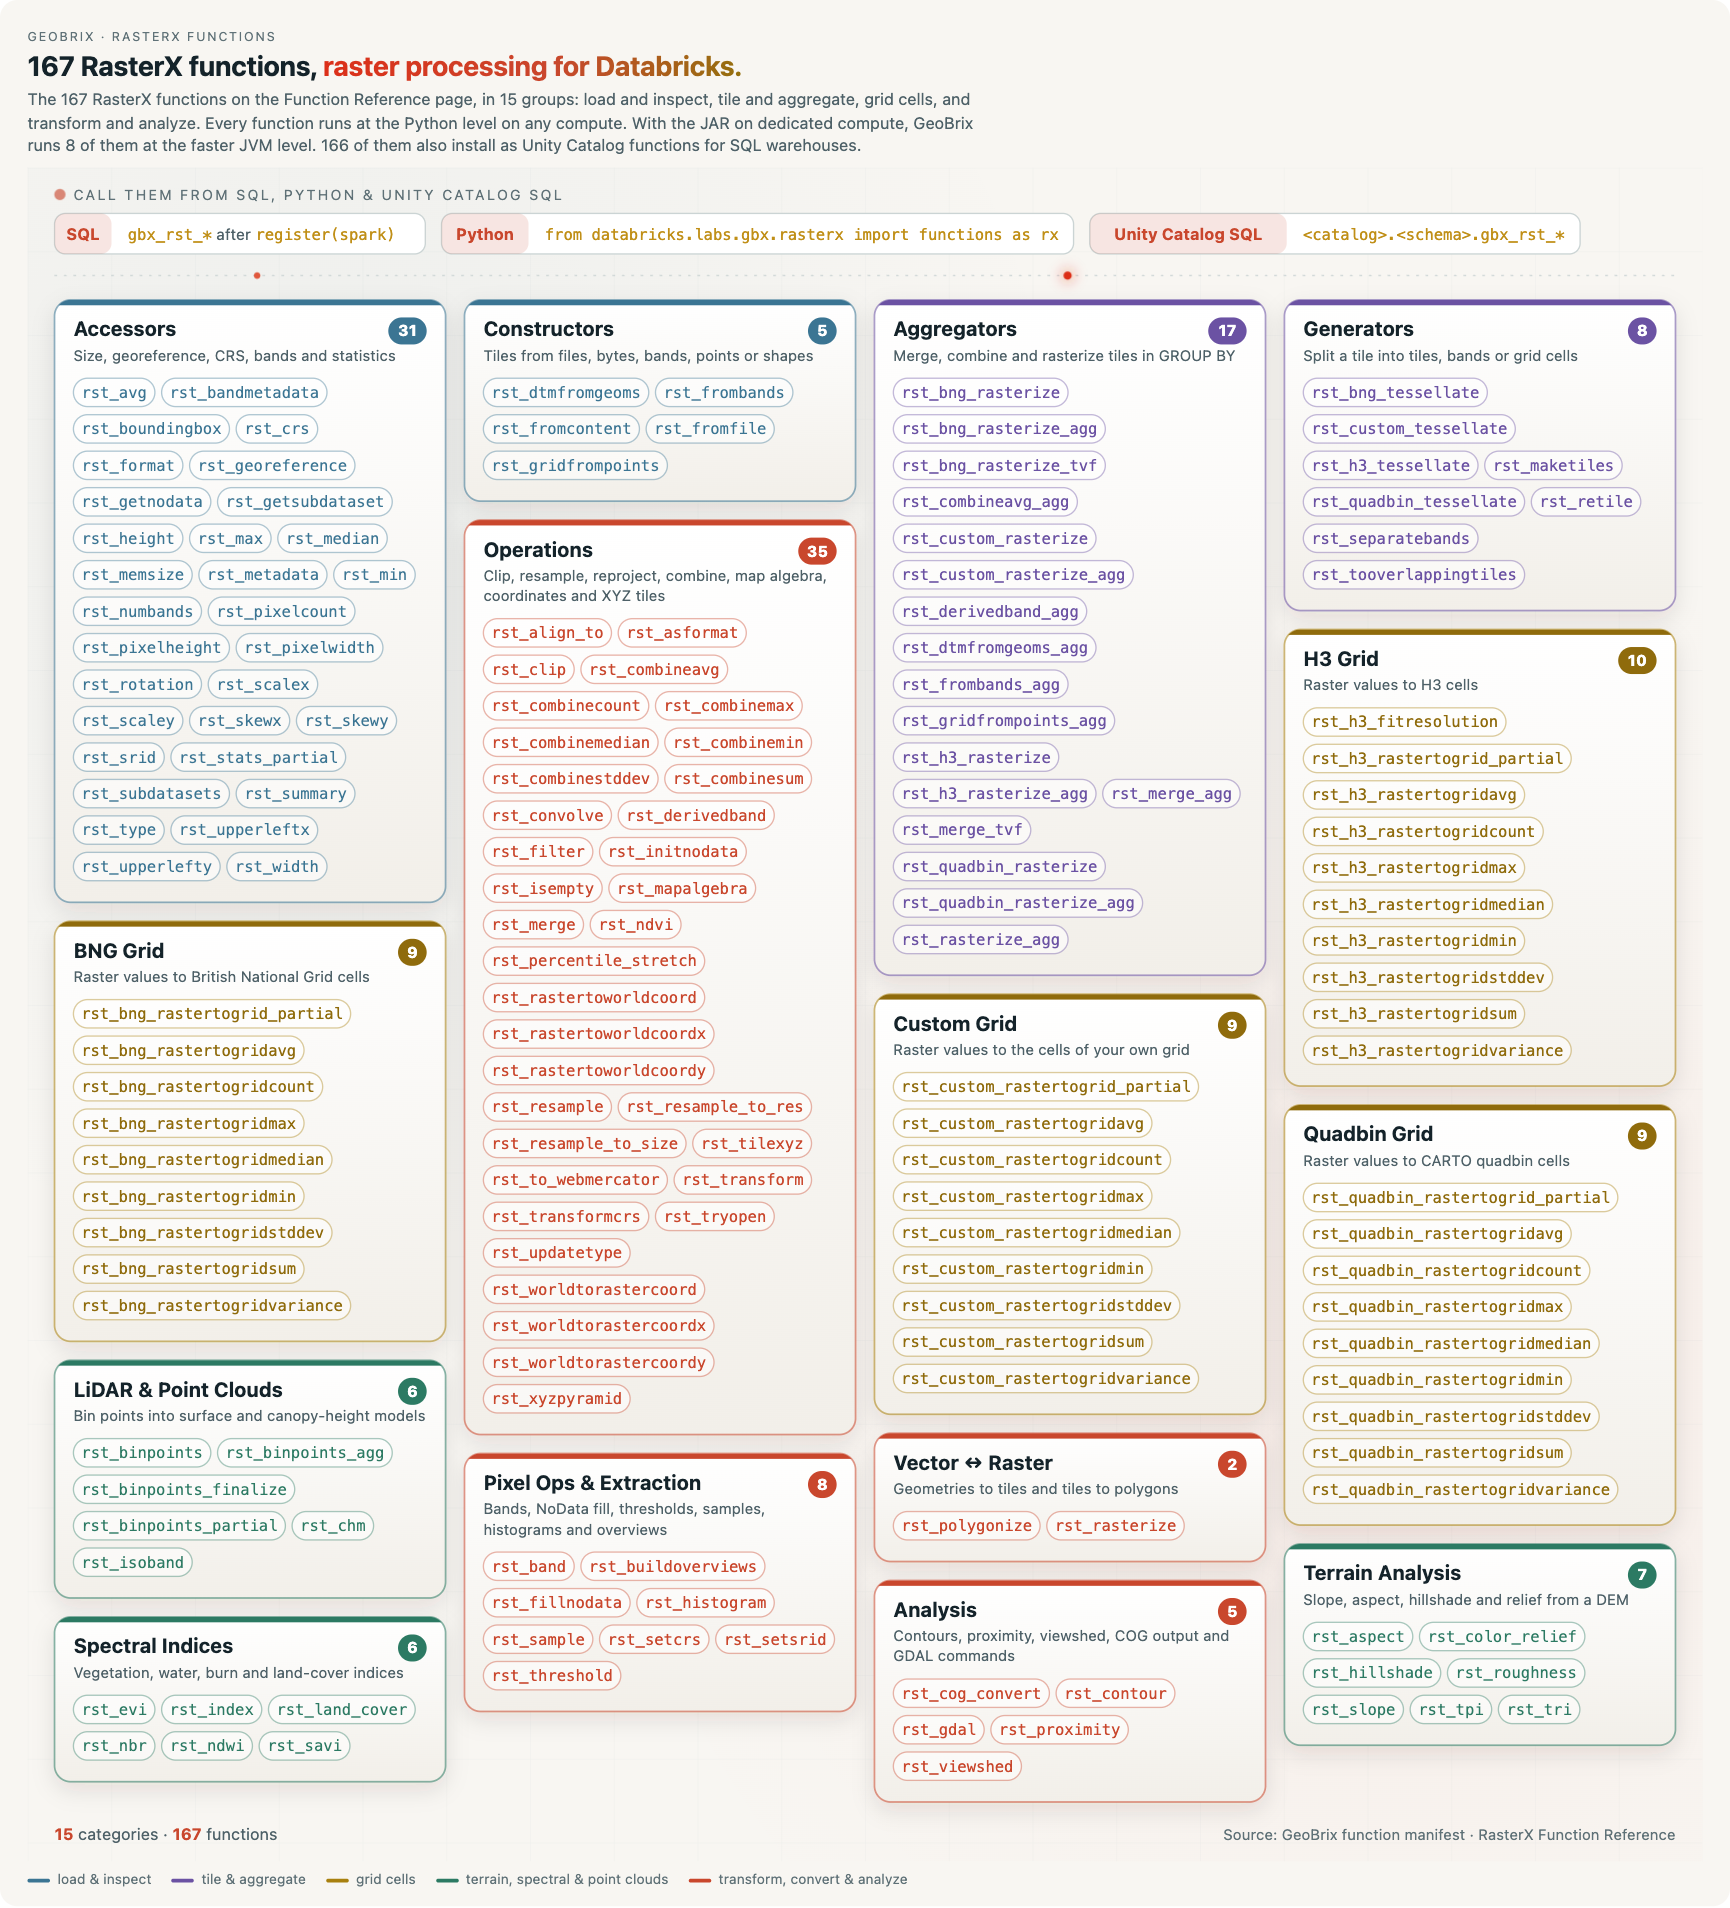 GEOBRIX · RASTERX FUNCTIONS
167 RasterX functions, raster processing for Databricks.
The 167 RasterX functions on the Function Reference page, in 15 groups: load and inspect, tile and aggregate, grid cells, and
transform and analyze. Every function runs at the Python level on any compute. With the JAR on dedicated compute, GeoBrix
runs 8 of them at the faster JVM level. 166 of them also install as Unity Catalog functions for SQL warehouses.
CALL THEM FROM SQL, PYTHON & UNITY CATALOG SQL
SQL gbx_rst_* after register(spark)
Python from databricks.labs.gbx.rasterx import functions as rx
Unity Catalog SQL <catalog>.<schema>.gbx_rst_*
Accessors 31
Size, georeference, CRS, bands and statistics
rst_avg rst_bandmetadata
rst_boundingbox rst_crs
rst_format rst_georeference
rst_getnodata rst_getsubdataset
rst_height rst_max rst_median
rst_memsize rst_metadata rst_min
rst_numbands rst_pixelcount
rst_pixelheight rst_pixelwidth
rst_rotation rst_scalex
rst_scaley rst_skewx rst_skewy
rst_srid rst_stats_partial
rst_subdatasets rst_summary
rst_type rst_upperleftx
rst_upperlefty rst_width
BNG Grid 9
Raster values to British National Grid cells
rst_bng_rastertogrid_partial
rst_bng_rastertogridavg
rst_bng_rastertogridcount
rst_bng_rastertogridmax
rst_bng_rastertogridmedian
rst_bng_rastertogridmin
rst_bng_rastertogridstddev
rst_bng_rastertogridsum
rst_bng_rastertogridvariance
LiDAR & Point Clouds 6
Bin points into surface and canopy-height models
rst_binpoints rst_binpoints_agg
rst_binpoints_finalize
rst_binpoints_partial rst_chm
rst_isoband
Spectral Indices 6
Vegetation, water, burn and land-cover indices
rst_evi rst_index rst_land_cover
rst_nbr rst_ndwi rst_savi
Constructors 5
Tiles from files, bytes, bands, points or shapes
rst_dtmfromgeoms rst_frombands
rst_fromcontent rst_fromfile
rst_gridfrompoints
Operations 35
Clip, resample, reproject, combine, map algebra,
coordinates and XYZ tiles
rst_align_to rst_asformat
rst_clip rst_combineavg
rst_combinecount rst_combinemax
rst_combinemedian rst_combinemin
rst_combinestddev rst_combinesum
rst_convolve rst_derivedband
rst_filter rst_initnodata
rst_isempty rst_mapalgebra
rst_merge rst_ndvi
rst_percentile_stretch
rst_rastertoworldcoord
rst_rastertoworldcoordx
rst_rastertoworldcoordy
rst_resample rst_resample_to_res
rst_resample_to_size rst_tilexyz
rst_to_webmercator rst_transform
rst_transformcrs rst_tryopen
rst_updatetype
rst_worldtorastercoord
rst_worldtorastercoordx
rst_worldtorastercoordy
rst_xyzpyramid
Pixel Ops & Extraction 8
Bands, NoData fill, thresholds, samples,
histograms and overviews
rst_band rst_buildoverviews
rst_fillnodata rst_histogram
rst_sample rst_setcrs rst_setsrid
rst_threshold
Aggregators 17
Merge, combine and rasterize tiles in GROUP BY
rst_bng_rasterize
rst_bng_rasterize_agg
rst_bng_rasterize_tvf
rst_combineavg_agg
rst_custom_rasterize
rst_custom_rasterize_agg
rst_derivedband_agg
rst_dtmfromgeoms_agg
rst_frombands_agg
rst_gridfrompoints_agg
rst_h3_rasterize
rst_h3_rasterize_agg rst_merge_agg
rst_merge_tvf
rst_quadbin_rasterize
rst_quadbin_rasterize_agg
rst_rasterize_agg
Custom Grid 9
Raster values to the cells of your own grid
rst_custom_rastertogrid_partial
rst_custom_rastertogridavg
rst_custom_rastertogridcount
rst_custom_rastertogridmax
rst_custom_rastertogridmedian
rst_custom_rastertogridmin
rst_custom_rastertogridstddev
rst_custom_rastertogridsum
rst_custom_rastertogridvariance
Vector ↔ Raster 2
Geometries to tiles and tiles to polygons
rst_polygonize rst_rasterize
Analysis 5
Contours, proximity, viewshed, COG output and
GDAL commands
rst_cog_convert rst_contour
rst_gdal rst_proximity
rst_viewshed
Generators 8
Split a tile into tiles, bands or grid cells
rst_bng_tessellate
rst_custom_tessellate
rst_h3_tessellate rst_maketiles
rst_quadbin_tessellate rst_retile
rst_separatebands
rst_tooverlappingtiles
H3 Grid 10
Raster values to H3 cells
rst_h3_fitresolution
rst_h3_rastertogrid_partial
rst_h3_rastertogridavg
rst_h3_rastertogridcount
rst_h3_rastertogridmax
rst_h3_rastertogridmedian
rst_h3_rastertogridmin
rst_h3_rastertogridstddev
rst_h3_rastertogridsum
rst_h3_rastertogridvariance
Quadbin Grid 9
Raster values to CARTO quadbin cells
rst_quadbin_rastertogrid_partial
rst_quadbin_rastertogridavg
rst_quadbin_rastertogridcount
rst_quadbin_rastertogridmax
rst_quadbin_rastertogridmedian
rst_quadbin_rastertogridmin
rst_quadbin_rastertogridstddev
rst_quadbin_rastertogridsum
rst_quadbin_rastertogridvariance
Terrain Analysis 7
Slope, aspect, hillshade and relief from a DEM
rst_aspect rst_color_relief
rst_hillshade rst_roughness
rst_slope rst_tpi rst_tri
15 categories · 167 functions
Source: GeoBrix function manifest · RasterX Function Reference
load & inspect tile & aggregate grid cells terrain, spectral & point clouds transform, convert & analyze